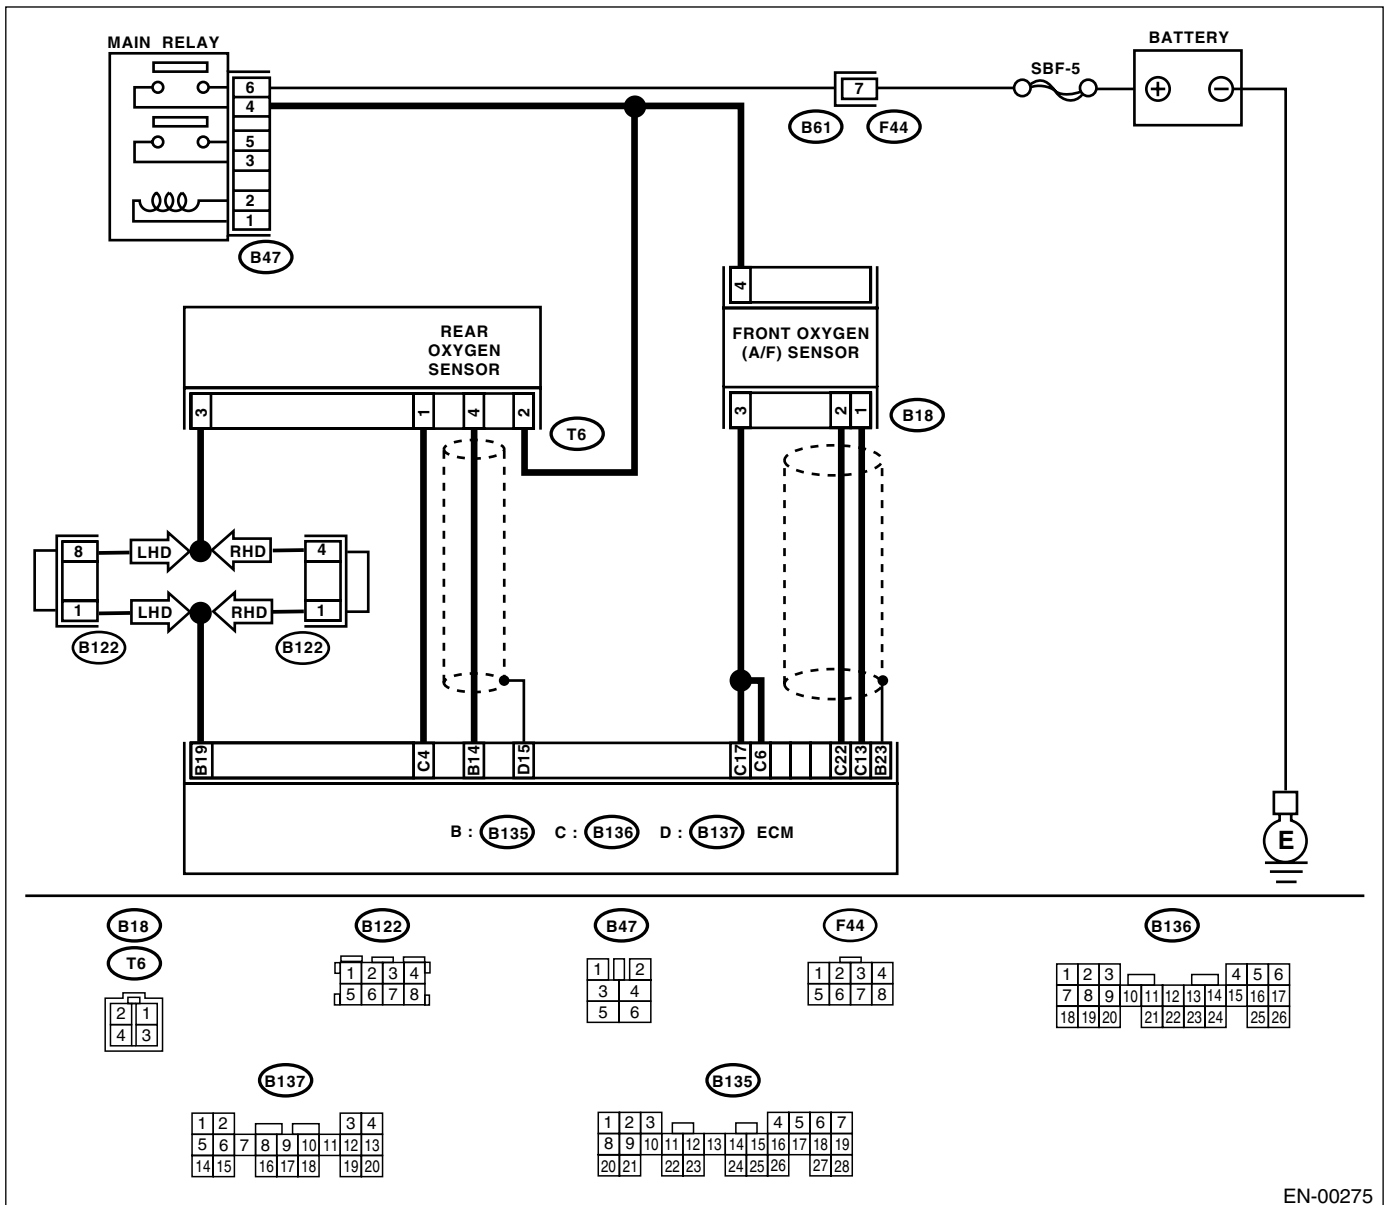 MAIN RELAY
BATTERY
SBF-5
+ −
6
4
5
3
2
1
7
B61 F44
B47
4
REAR
OXYGEN
SENSOR
FRONT OXYGEN
(A/F) SENSOR
3 1 4 2
T6
3 2 1
B18
8 LHD RHD 4
1 LHD RHD 1
B122 B122
B19 C4 B14 D15 C17 C6 C22 C13 B23
B : B135 C : B136 D : B137 ECM
E
B18 B122 B47 F44 B136
T6
2 1
4 3
1 2 3 4
5 6 7 8
1 2
3 4
5 6
1 2 3 4
5 6 7 8
1 2 3 4 5 6
7 8 9 10 11 12 13 14 15 16 17
18 19 20 21 22 23 24 25 26
B137 B135
1 2 3 4
5 6 7 8 9 10 11 12 13
14 15 16 17 18 19 20
1 2 3 4 5 6 7
8 9 10 11 12 13 14 15 16 17 18 19
20 21 22 23 24 25 26 27 28
EN-00275